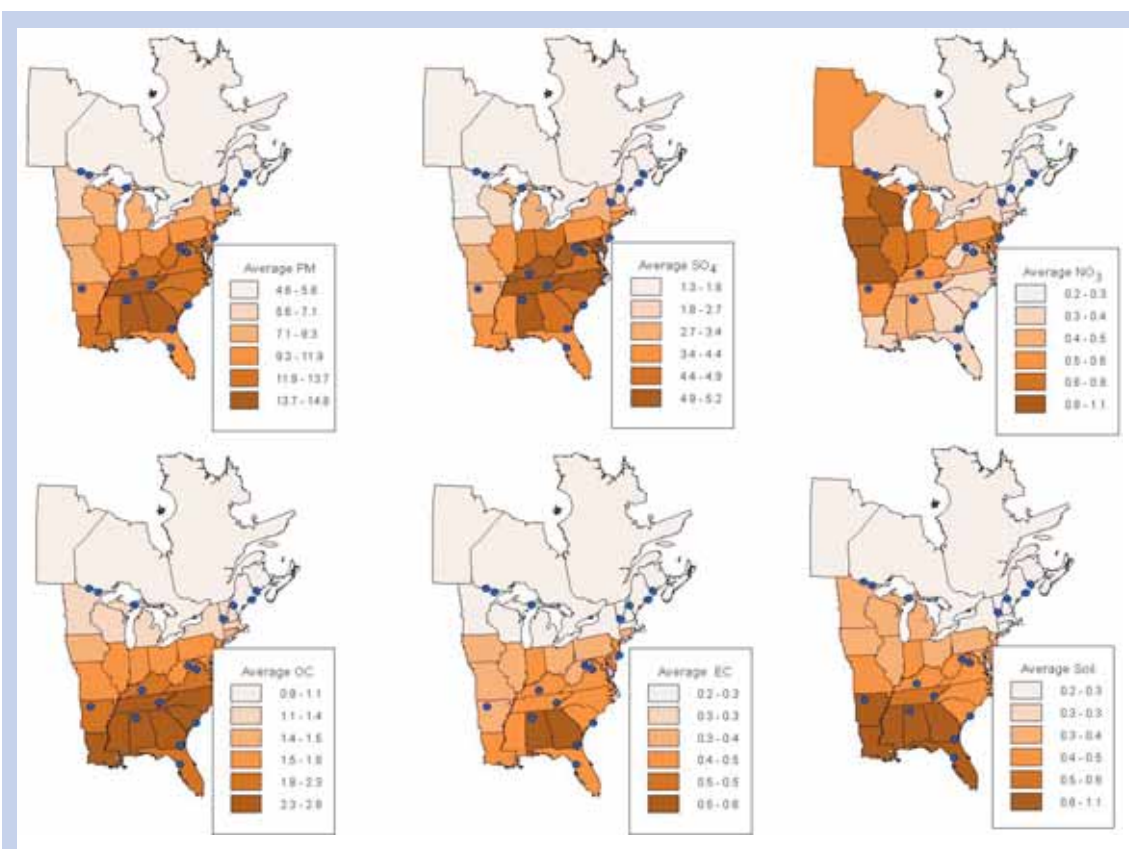 Average PM
4.6 - 5.6
5.6 - 7.1
7.1 - 9.3
9.3 - 11.9
11.9 - 13.7
13.7 - 14.8
Average SO4
1.3 - 1.8
1.8 - 2.7
2.7 - 3.4
3.4 - 4.4
4.4 - 4.9
4.9 - 5.2
Average NO3
0.2 - 0.3
0.3 - 0.4
0.4 - 0.5
0.5 - 0.6
0.6 - 0.8
0.8 - 1.1
Average OC
0.9 - 1.1
1.1 - 1.4
1.4 - 1.5
1.5 - 1.9
1.9 - 2.3
2.3 - 2.8
Average EC
0.2 - 0.3
0.3 - 0.3
0.3 - 0.4
0.4 - 0.5
0.5 - 0.5
0.5 - 0.6
Average Soil
0.2 - 0.3
0.3 - 0.3
0.3 - 0.4
0.4 - 0.5
0.5 - 0.6
0.6 - 1.1